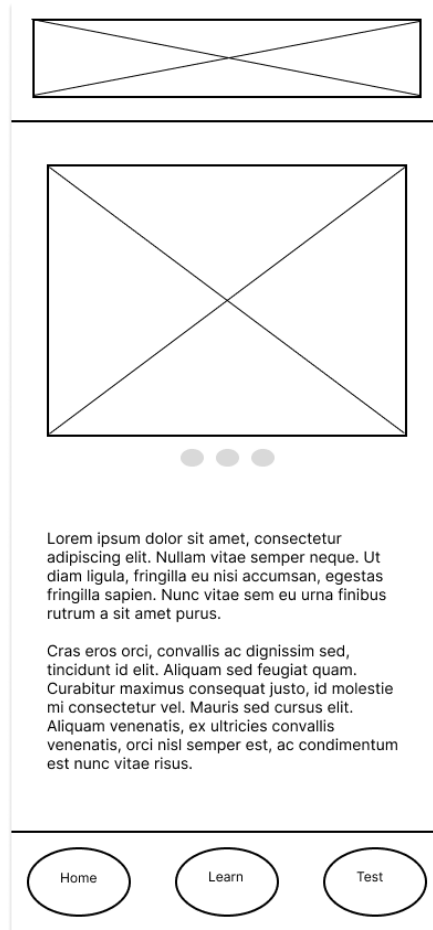 Lorem ipsum dolor sit amet, consectetur
adipiscing elit. Nullam vitae semper neque. Ut
diam ligula, fringilla eu nisi accumsan, egestas
fringilla sapien. Nunc vitae sem eu urna finibus
rutrum a sit amet purus.
Cras eros orci, convallis ac dignissim sed,
tincidunt id elit. Aliquam sed feugiat quam.
Curabitur maximus consequat justo, id molestie
mi consectetur vel. Mauris sed cursus elit.
Aliquam venenatis, ex ultricies convallis
venenatis, orci nisl semper est, ac condimentum
est nunc vitae risus.
Home
Learn
Test